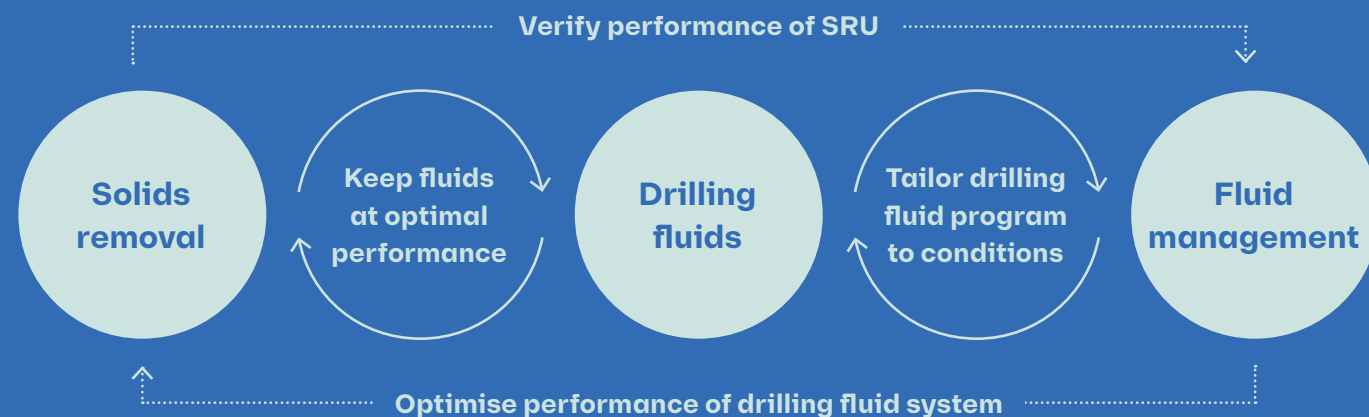 Verify performance of SRU
Solids
removal
Keep fluids
at optimal
performance
Drilling
fluids
Tailor drilling
fluid program
to conditions
Fluid
management
Optimise performance of drilling fluid system